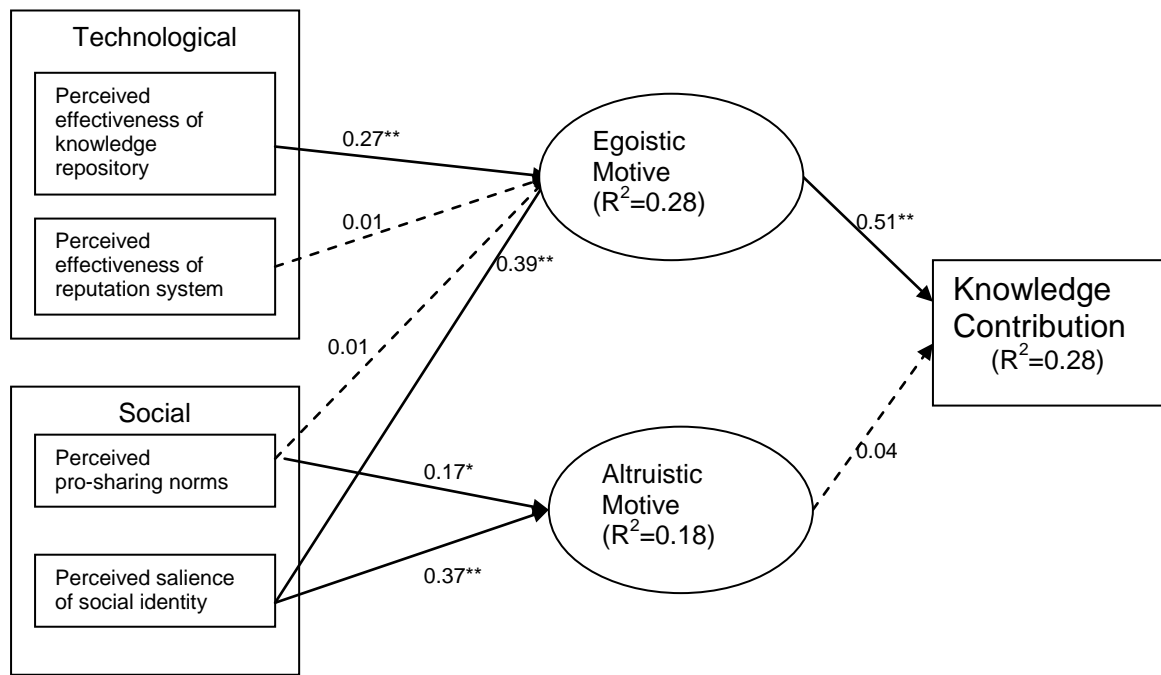 Technological
Perceived
effectiveness of
knowledge
repository
Perceived
effectiveness of
reputation system
Social
Perceived
pro-sharing norms
Perceived salience
of social identity
0.27**
0.01
0.39**
0.01
0.17*
0.37**
Egoistic
Motive
(R²=0.28)
Altruistic
Motive
(R²=0.18)
0.51**
0.04
Knowledge
Contribution
(R²=0.28)